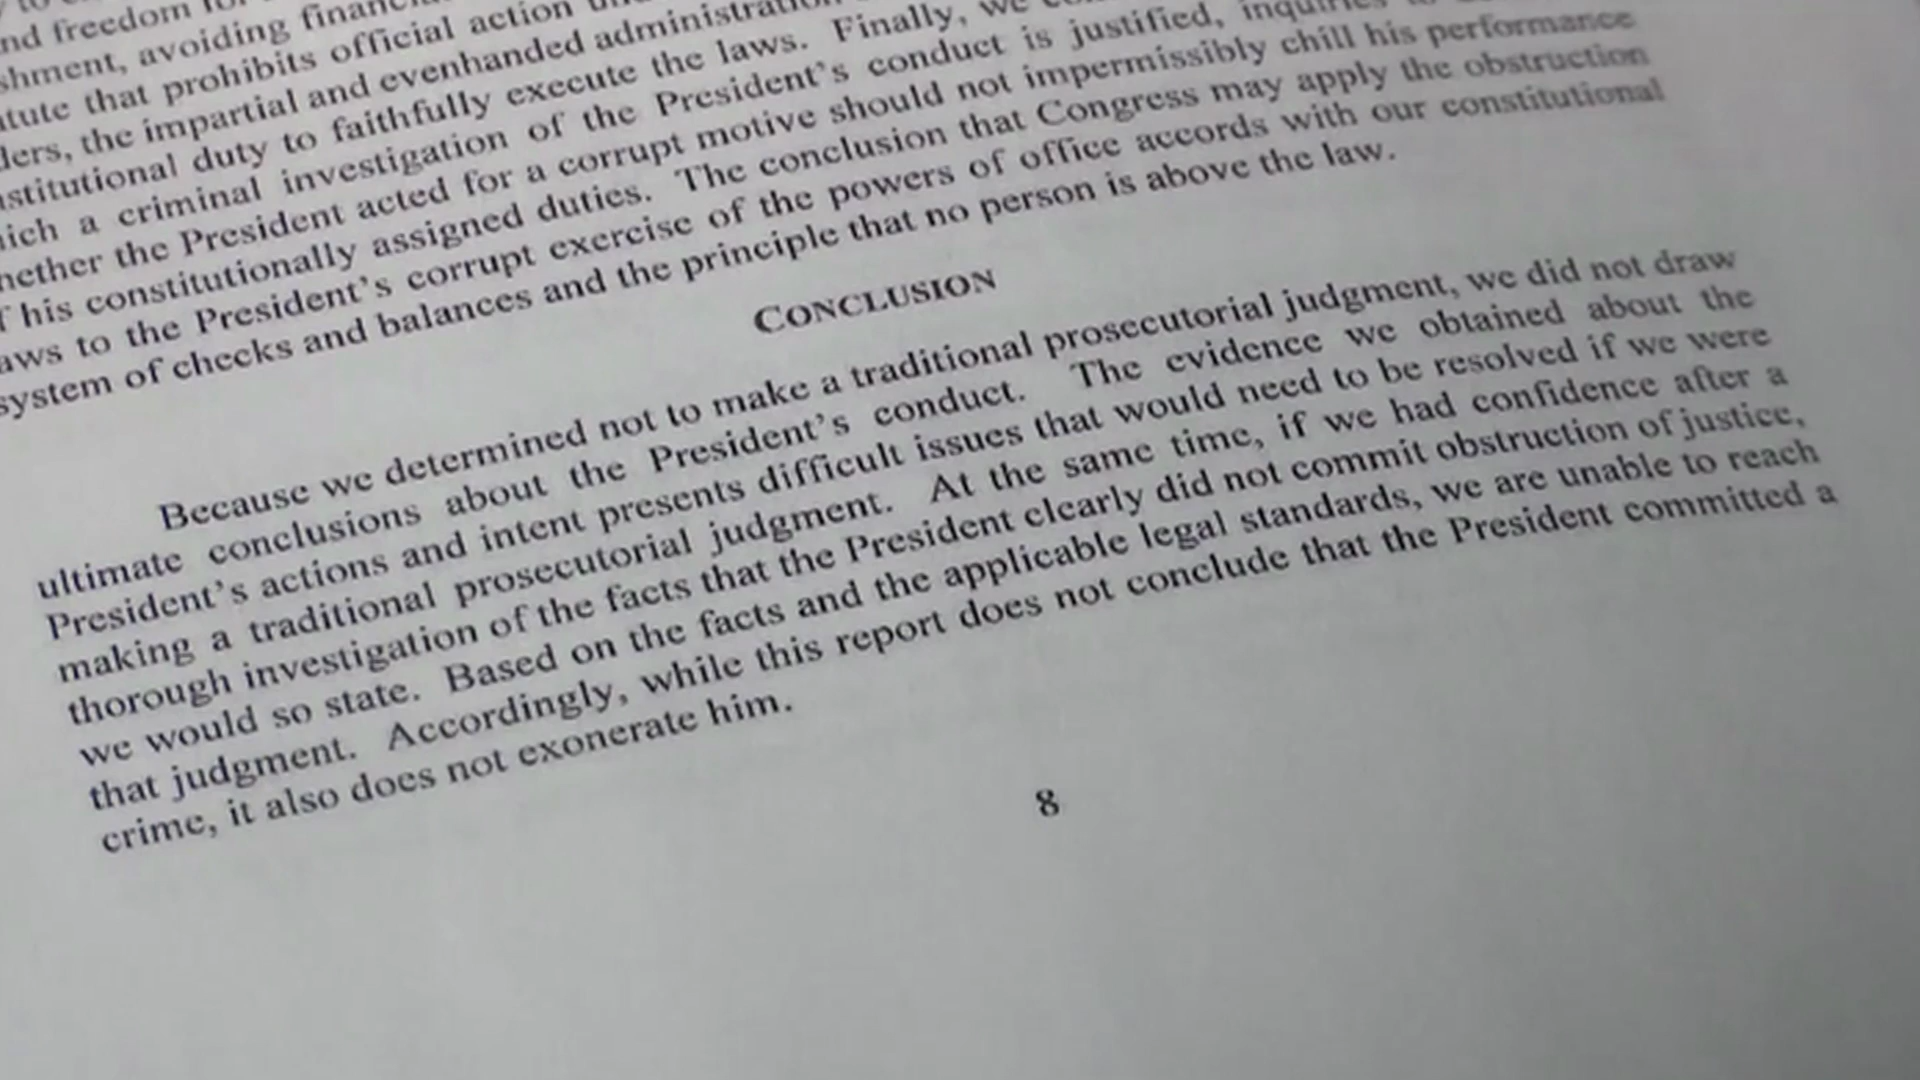 nd freedom
shment, avoiding
tute that prohibits official action
ders, the impartial and evenhanded
stitutional duty to faithfully execute the laws. Finally, we
ich a criminal investigation of the President's conduct is justified,
hether the President acted for a corrupt motive should not impermissibly chill his performance
f his constitutionally assigned duties. The conclusion that Congress may apply the obstruction
aws to the President's corrupt exercise of the powers of office accords with our constitutional
system of checks and balances and the principle that no person is above the law.
CONCLUSION
Because we determined not to make a traditional prosecutorial judgment, we did not draw
ultimate conclusions about the President's conduct. The evidence we obtained about the
President's actions and intent presents difficult issues that would need to be resolved if we were
making a traditional prosecutorial judgment. At the same time, if we had confidence after a
thorough investigation of the facts that the President clearly did not commit obstruction of justice,
we would so state. Based on the facts and the applicable legal standards, we are unable to reach
that judgment. Accordingly, while this report does not conclude that the President committed a
crime, it also does not exonerate him.
8